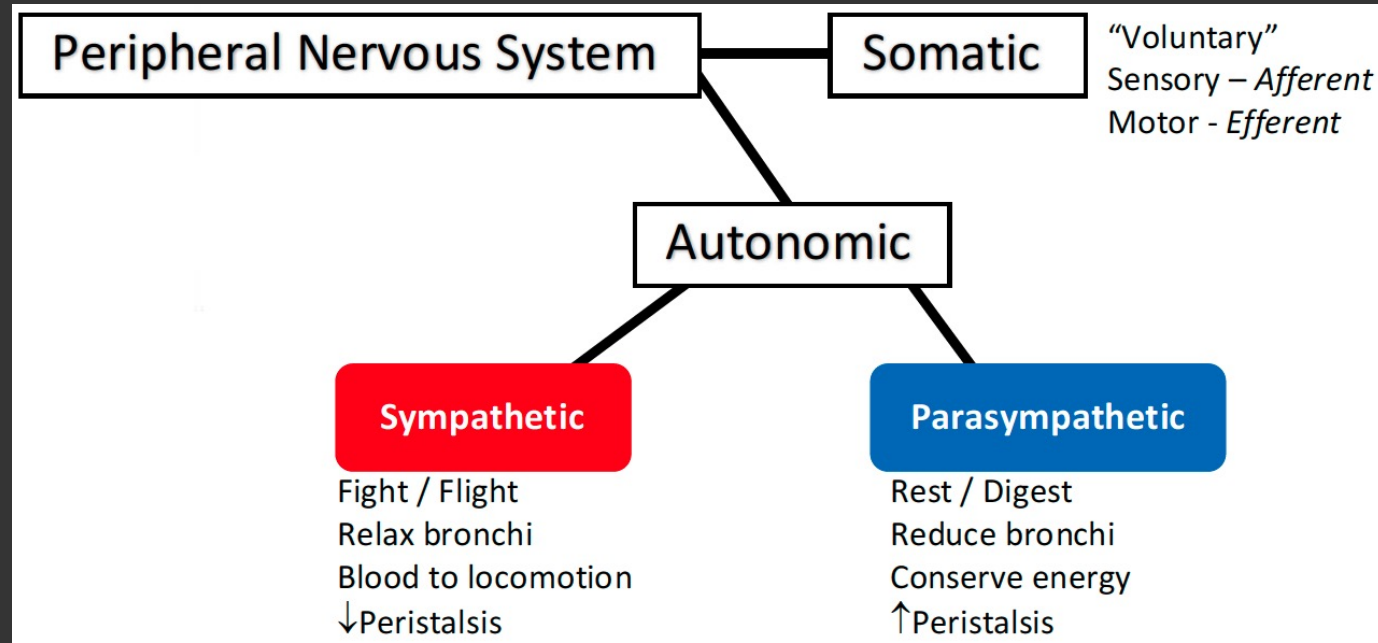 Peripheral Nervous System
Somatic
“Voluntary”
Sensory – Afferent
Motor - Efferent
Autonomic
Sympathetic
Fight / Flight
Relax bronchi
Blood to locomotion
↓Peristalsis
Parasympathetic
Rest / Digest
Reduce bronchi
Conserve energy
↑Peristalsis